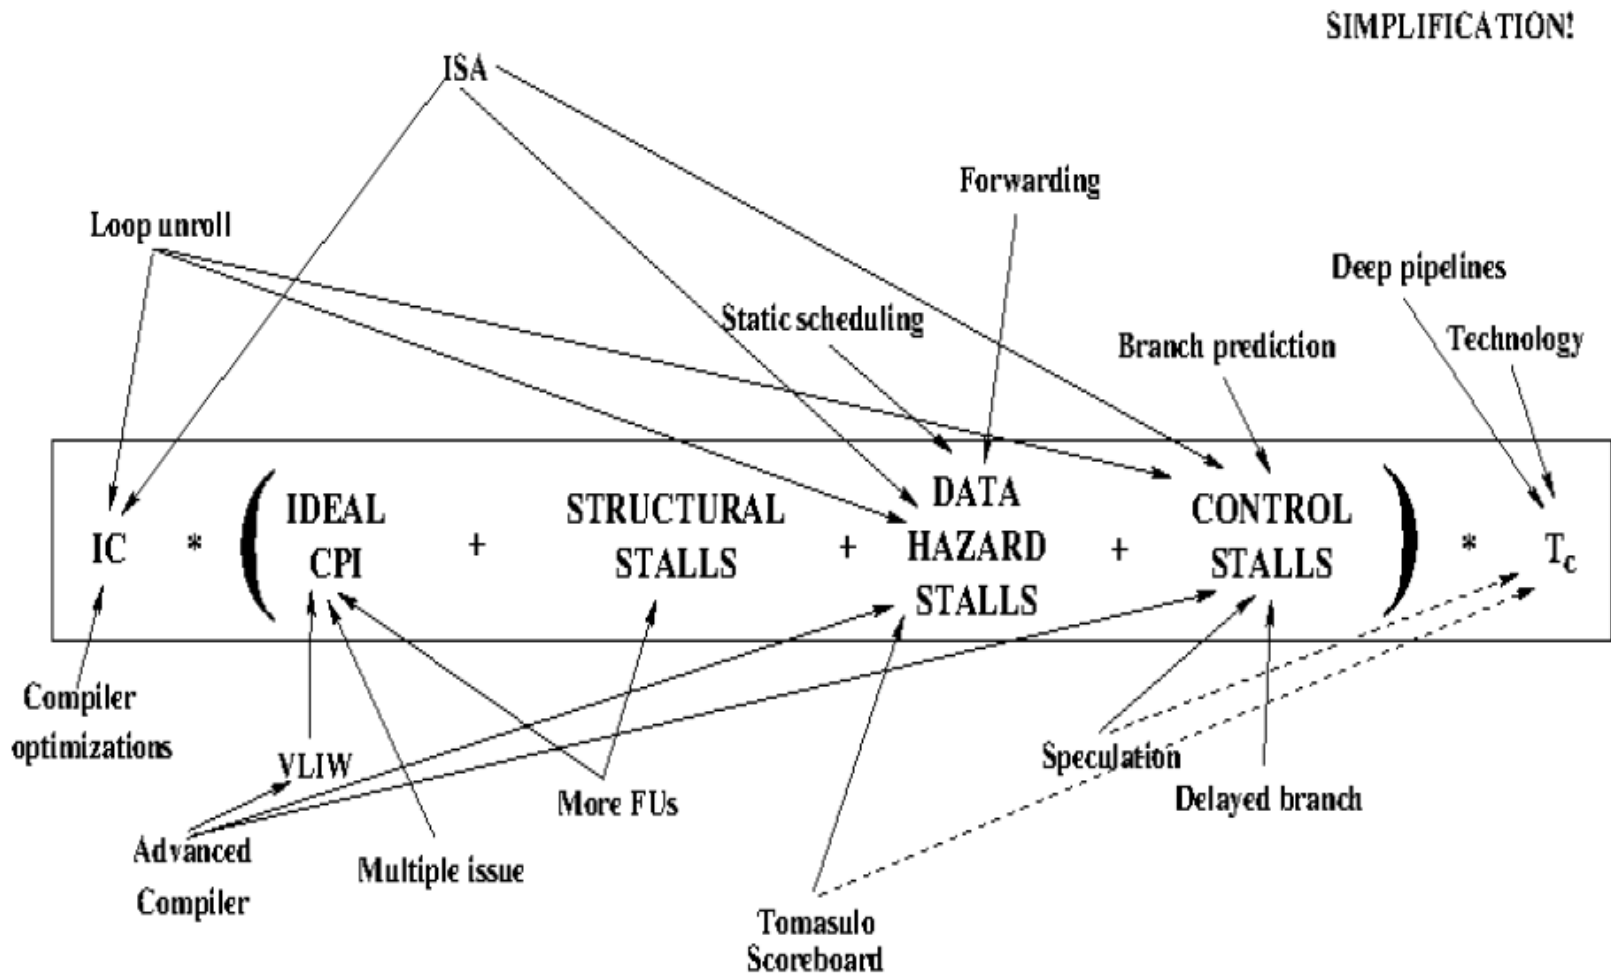 SIMPLIFICATION!
ISA
Forwarding
Loop unroll
Deep pipelines
Static scheduling
Branch prediction
Technology
IC * ( IDEAL CPI + STRUCTURAL STALLS + DATA HAZARD STALLS + CONTROL STALLS ) * Tc
Compiler
optimizations
VLIW
More FUs
Speculation
Delayed branch
Advanced
Compiler
Multiple issue
Tomasulo
Scoreboard